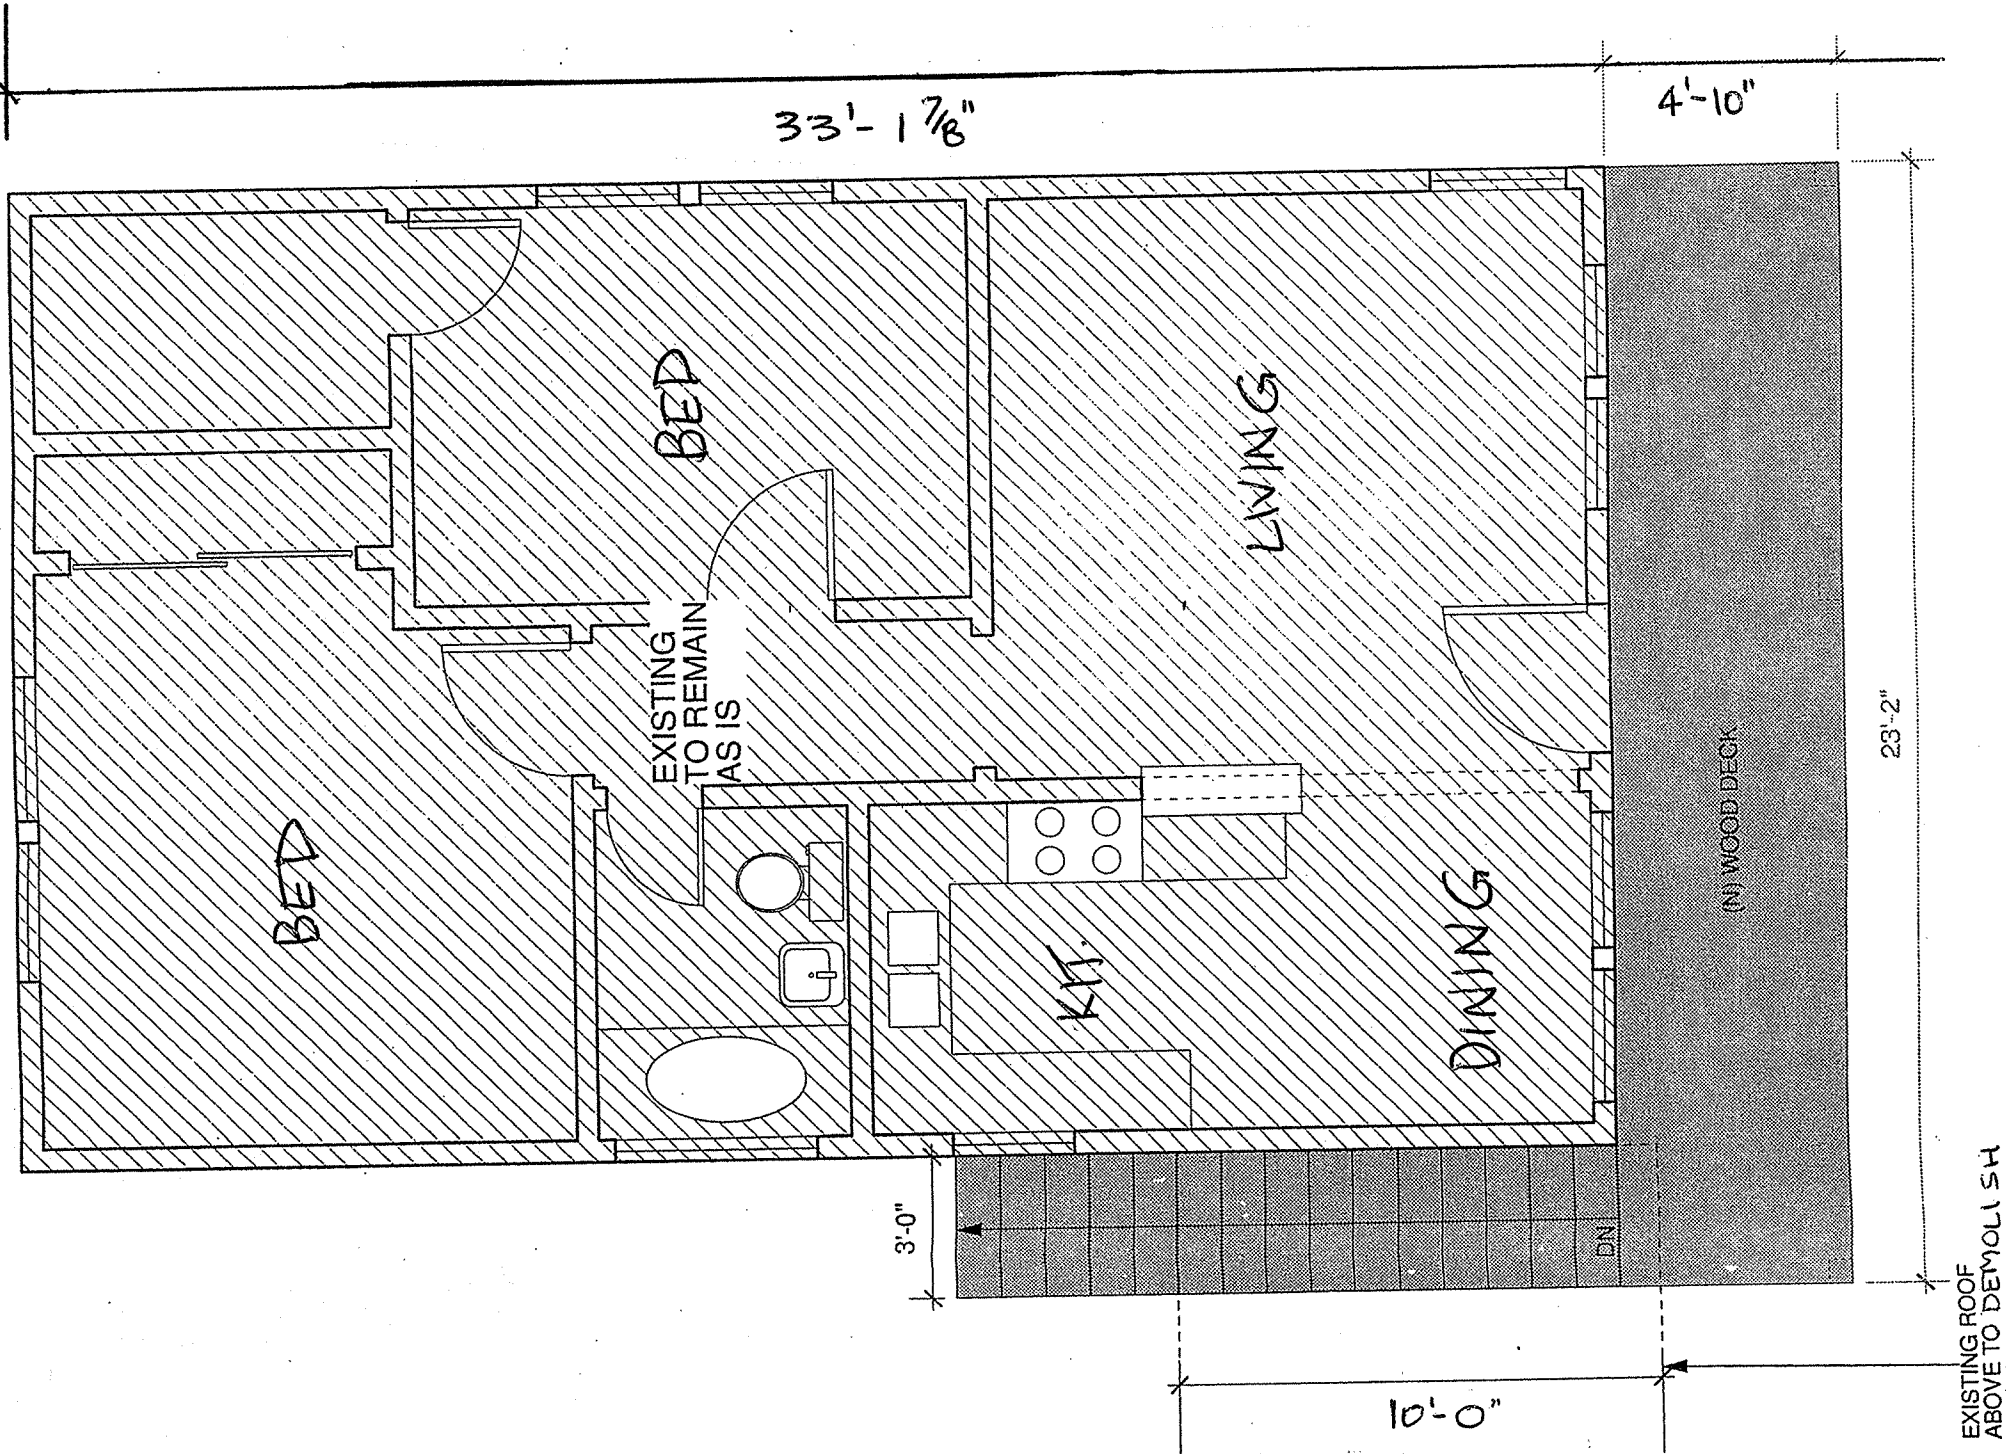 33'- 1 7/8"
4'-10"
BED
LIVING
EXISTING
TO REMAIN
AS IS
23'-2"
BED
(N) WOOD DECK
KIT.
DINING
3'-0"
DN
10'-0"
EXISTING ROOF
ABOVE TO DEMOLISH